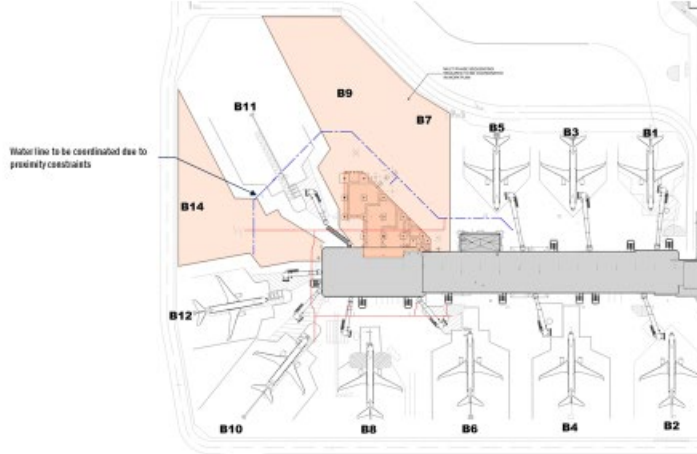 B9
B7
B11
B5
B3
B1
Water line to be coordinated due to
proximity constraints
B14
B12
B10
B8
B6
B4
B2